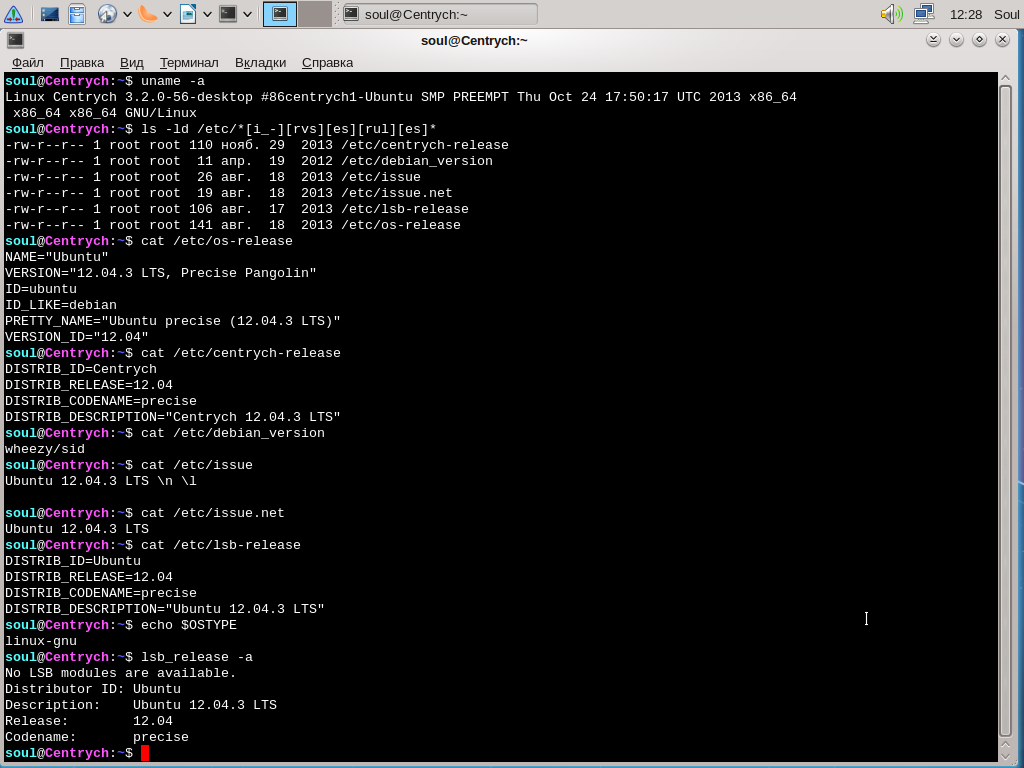 soul@Centrych:~
12:28 Soul
soul@Centrych:~
Файл Правка Вид Терминал Вкладки Справка
soul@Centrych:~$ uname -a
Linux Centrych 3.2.0-56-desktop #86centrych1-Ubuntu SMP PREEMPT Thu Oct 24 17:50:17 UTC 2013 x86_64
 x86_64 x86_64 GNU/Linux
soul@Centrych:~$ ls -ld /etc/*[i_-][rvs][es][rul][es]*
-rw-r--r-- 1 root root 110 нояб. 29  2013 /etc/centrych-release
-rw-r--r-- 1 root root  11 апр.  19  2012 /etc/debian_version
-rw-r--r-- 1 root root  26 авг.  18  2013 /etc/issue
-rw-r--r-- 1 root root  19 авг.  18  2013 /etc/issue.net
-rw-r--r-- 1 root root 106 авг.  17  2013 /etc/lsb-release
-rw-r--r-- 1 root root 141 авг.  18  2013 /etc/os-release
soul@Centrych:~$ cat /etc/os-release
NAME="Ubuntu"
VERSION="12.04.3 LTS, Precise Pangolin"
ID=ubuntu
ID_LIKE=debian
PRETTY_NAME="Ubuntu precise (12.04.3 LTS)"
VERSION_ID="12.04"
soul@Centrych:~$ cat /etc/centrych-release
DISTRIB_ID=Centrych
DISTRIB_RELEASE=12.04
DISTRIB_CODENAME=precise
DISTRIB_DESCRIPTION="Centrych 12.04.3 LTS"
soul@Centrych:~$ cat /etc/debian_version
wheezy/sid
soul@Centrych:~$ cat /etc/issue
Ubuntu 12.04.3 LTS \n \l

soul@Centrych:~$ cat /etc/issue.net
Ubuntu 12.04.3 LTS
soul@Centrych:~$ cat /etc/lsb-release
DISTRIB_ID=Ubuntu
DISTRIB_RELEASE=12.04
DISTRIB_CODENAME=precise
DISTRIB_DESCRIPTION="Ubuntu 12.04.3 LTS"
soul@Centrych:~$ echo $OSTYPE
linux-gnu
soul@Centrych:~$ lsb_release -a
No LSB modules are available.
Distributor ID: Ubuntu
Description:    Ubuntu 12.04.3 LTS
Release:        12.04
Codename:       precise
soul@Centrych:~$